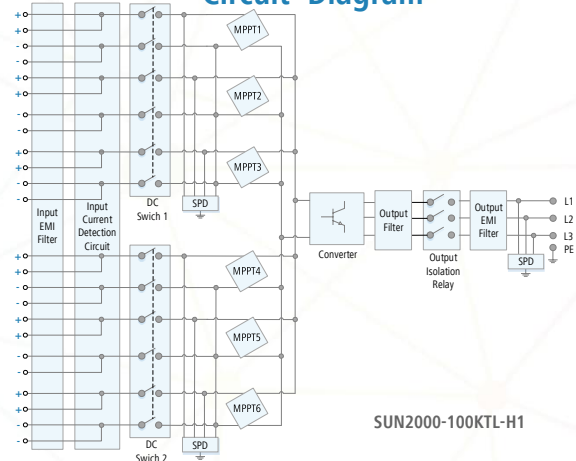 Circuit Diagram
+
+
-
-
+
+
-
-
+
+
-
-
MPPT1
MPPT2
MPPT3
Input
EMI
Filter
Input
Current
Detection
Circuit
DC
Swich 1
SPD
Converter
Output
Filter
Output
Isolation
Relay
Output
EMI
Filter
SPD
L1
L2
L3
PE
+
+
-
-
+
+
-
-
+
+
-
-
MPPT4
MPPT5
MPPT6
DC
Swich 2
SPD
SUN2000-100KTL-H1